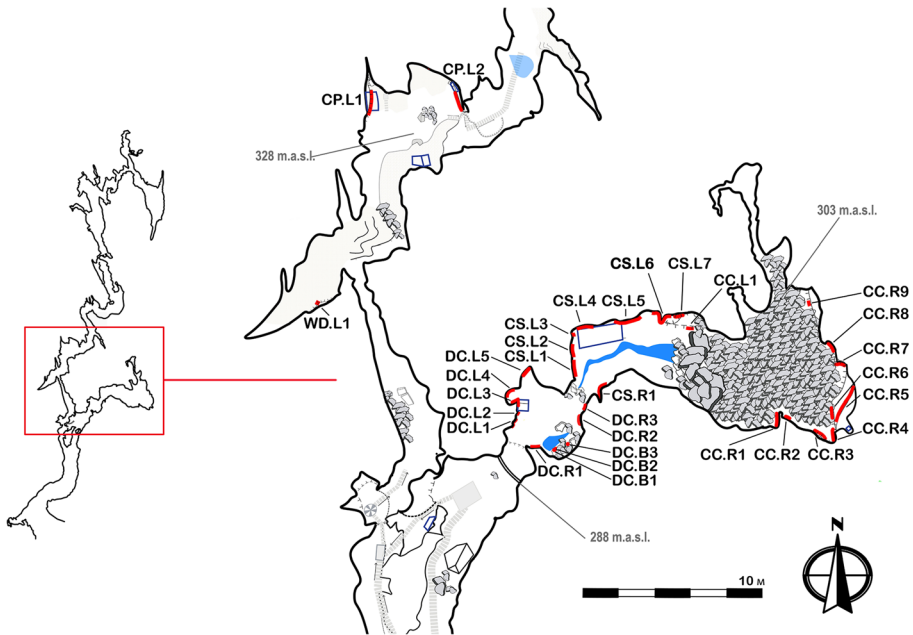 CP.L1
CP.L2
328 m.a.s.l.
WD.L1
303 m.a.s.l.
CS.L6
CS.L7
CC.L1
CS.L4
CS.L5
CS.L3
CS.L2
CS.L1
DC.L5
DC.L4
DC.L3
DC.L2
DC.L1
CS.R1
DC.R3
DC.R2
DC.B3
DC.B2
DC.B1
DC.R1
CC.R9
CC.R8
CC.R7
CC.R6
CC.R5
CC.R4
CC.R1
CC.R2
CC.R3
288 m.a.s.l.
N
10 M